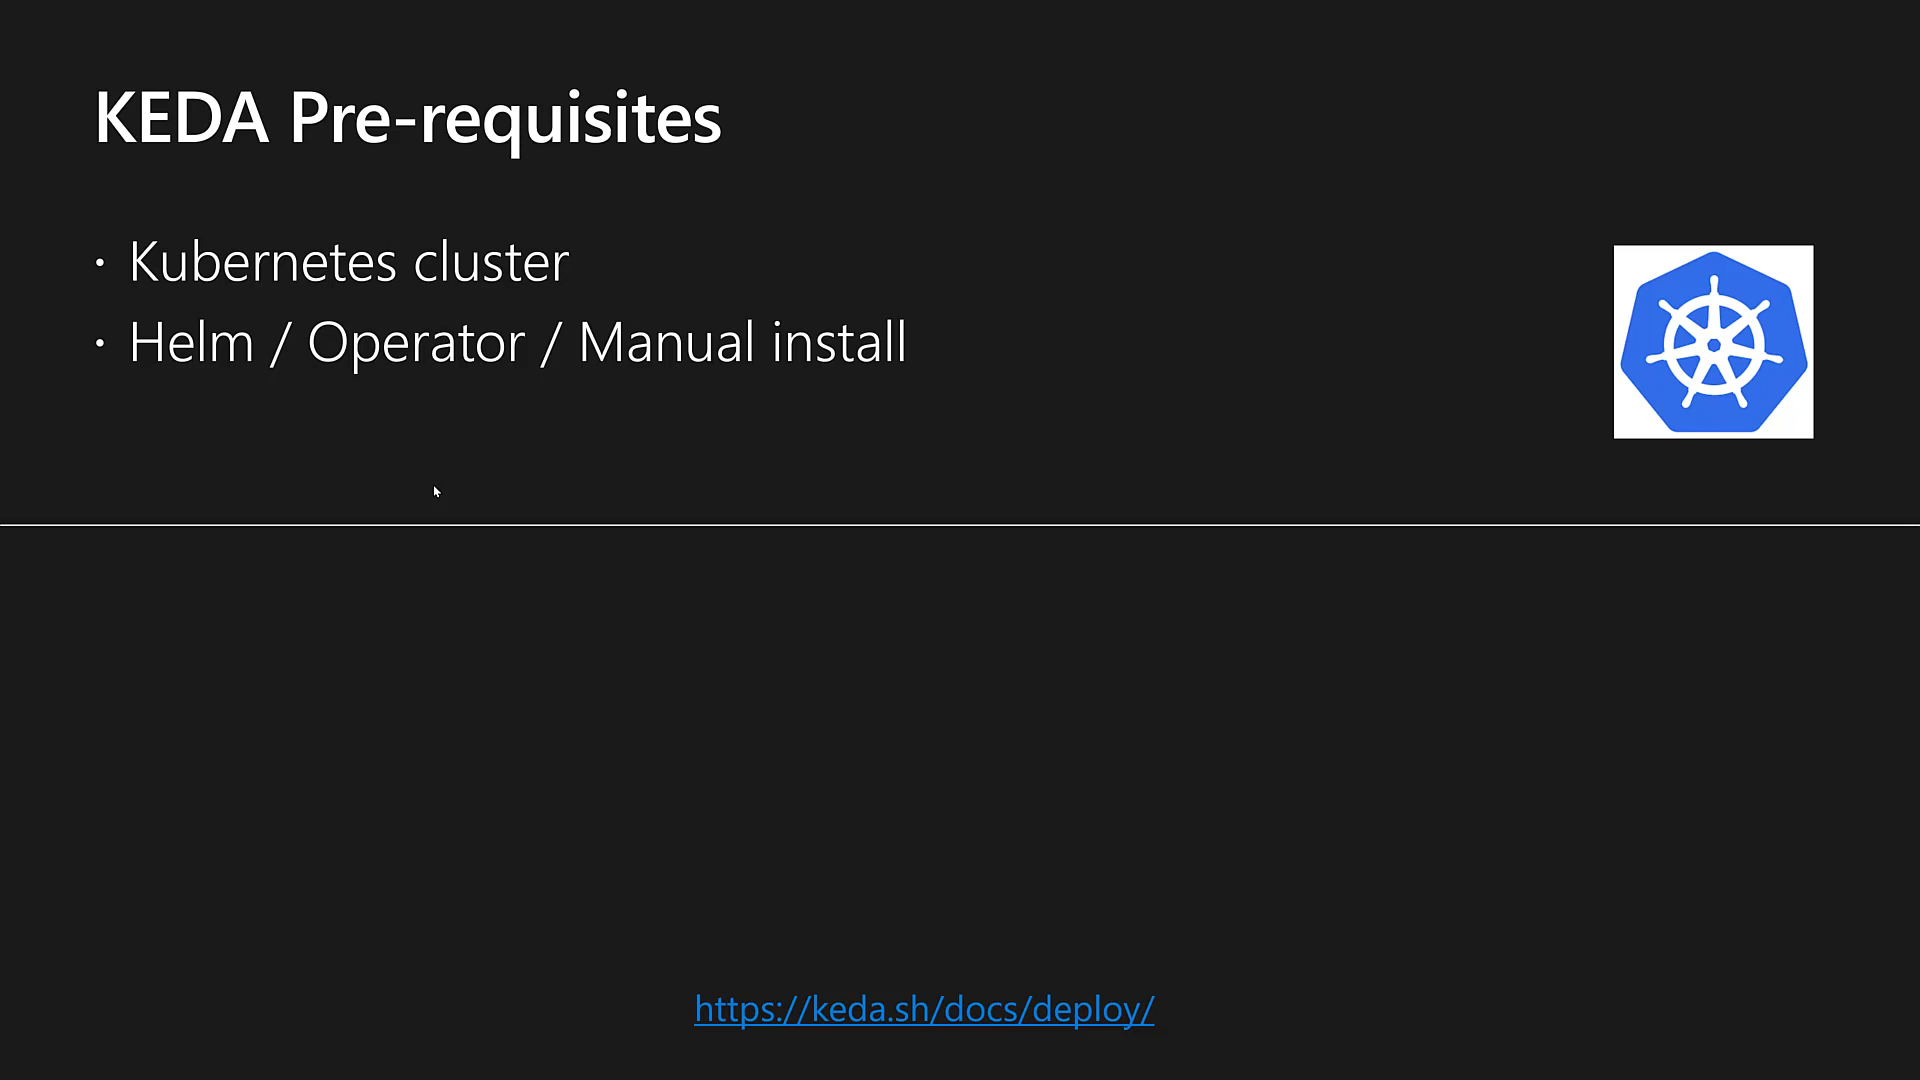 KEDA Pre-requisites
• Kubernetes cluster
• Helm / Operator / Manual install
https://keda.sh/docs/deploy/